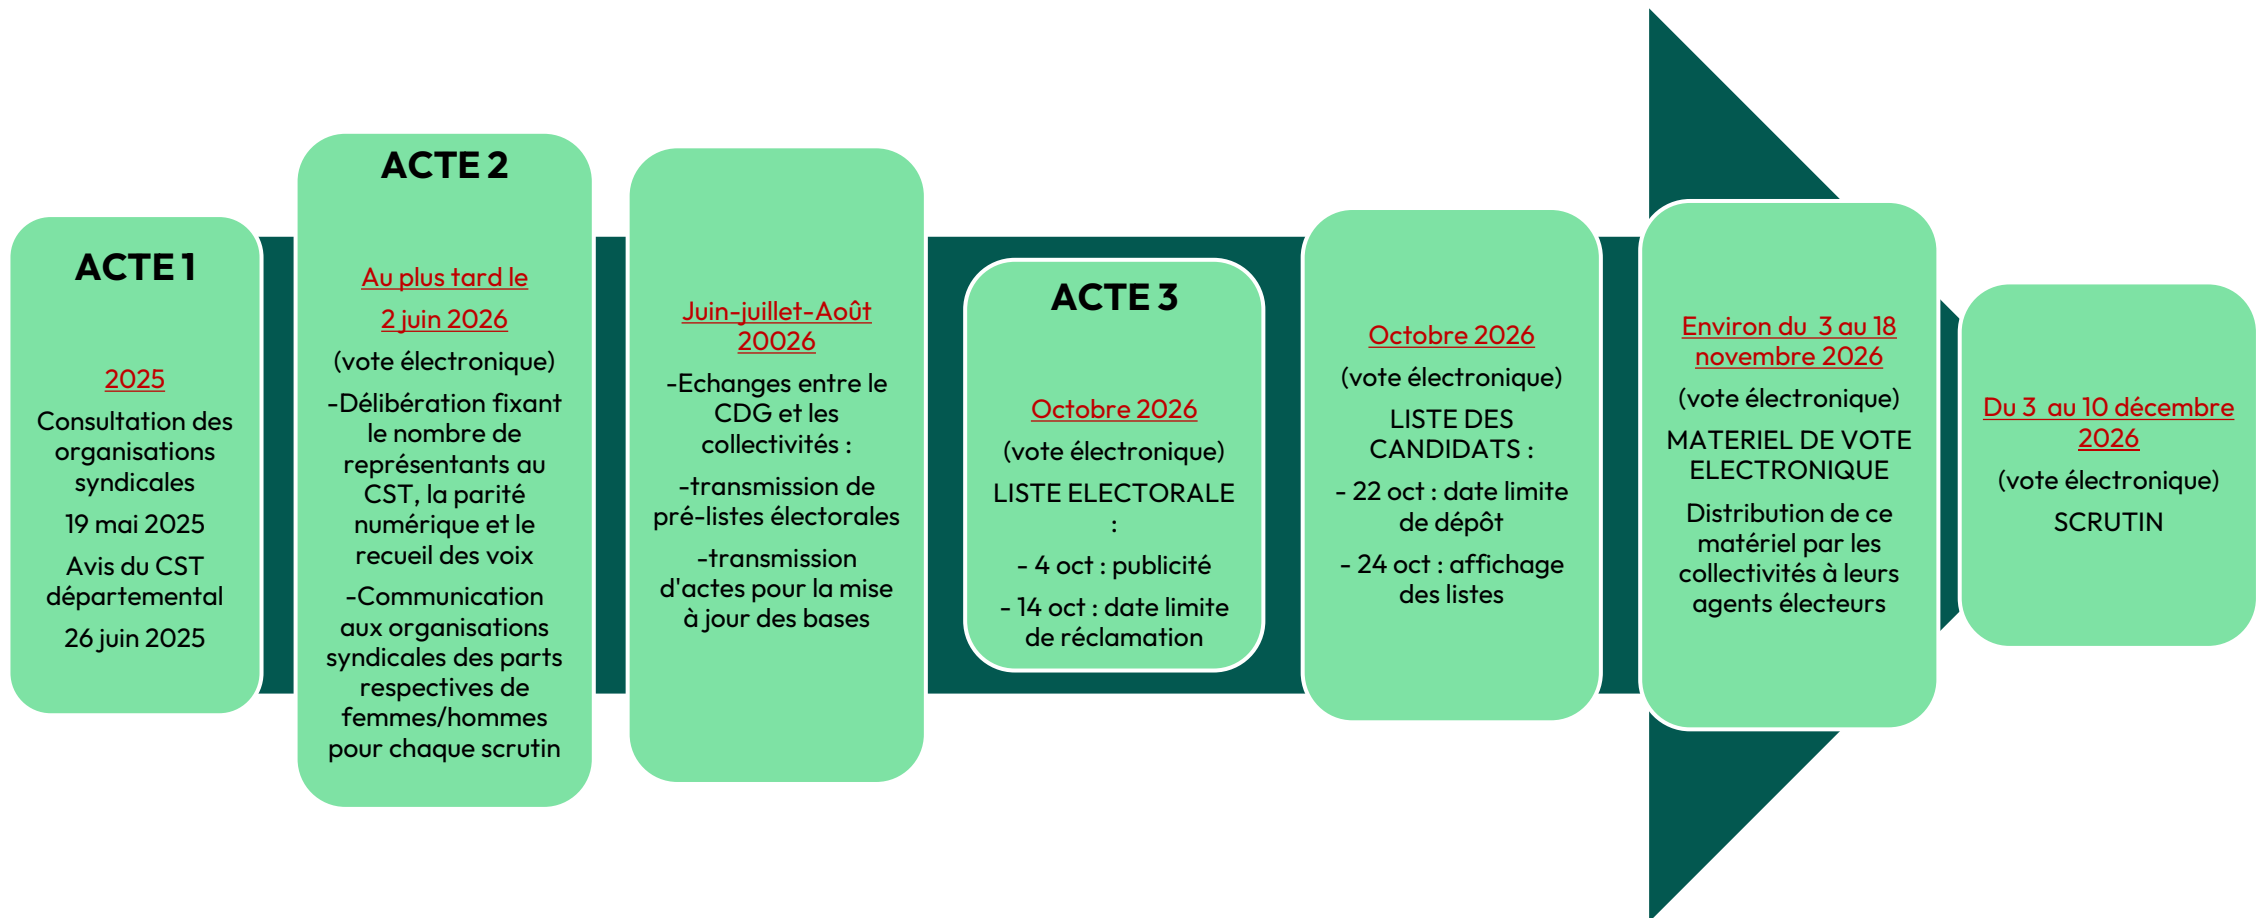 ACTE 1
2025
Consultation des
organisations
syndicales
19 mai 2025
Avis du CST
départemental
26 juin 2025
ACTE 2
Au plus tard le
2 juin 2026
(vote électronique)
-Délibération fixant
le nombre de
représentants au
CST, la parité
numérique et le
recueil des voix
-Communication
aux organisations
syndicales des parts
respectives de
femmes/hommes
pour chaque scrutin
Juin-juillet-Août
20026
-Echanges entre le
CDG et les
collectivités :
-transmission de
pré-listes électorales
-transmission
d'actes pour la mise
à jour des bases
ACTE 3
Octobre 2026
(vote électronique)
LISTE ELECTORALE
:
- 4 oct : publicité
- 14 oct : date limite
de réclamation
Octobre 2026
(vote électronique)
LISTE DES
CANDIDATS :
- 22 oct : date limite
de dépôt
- 24 oct : affichage
des listes
Environ du  3 au 18
novembre 2026
(vote électronique)
MATERIEL DE VOTE
ELECTRONIQUE
Distribution de ce
matériel par les
collectivités à leurs
agents électeurs
Du 3  au 10 décembre
2026
(vote électronique)
SCRUTIN